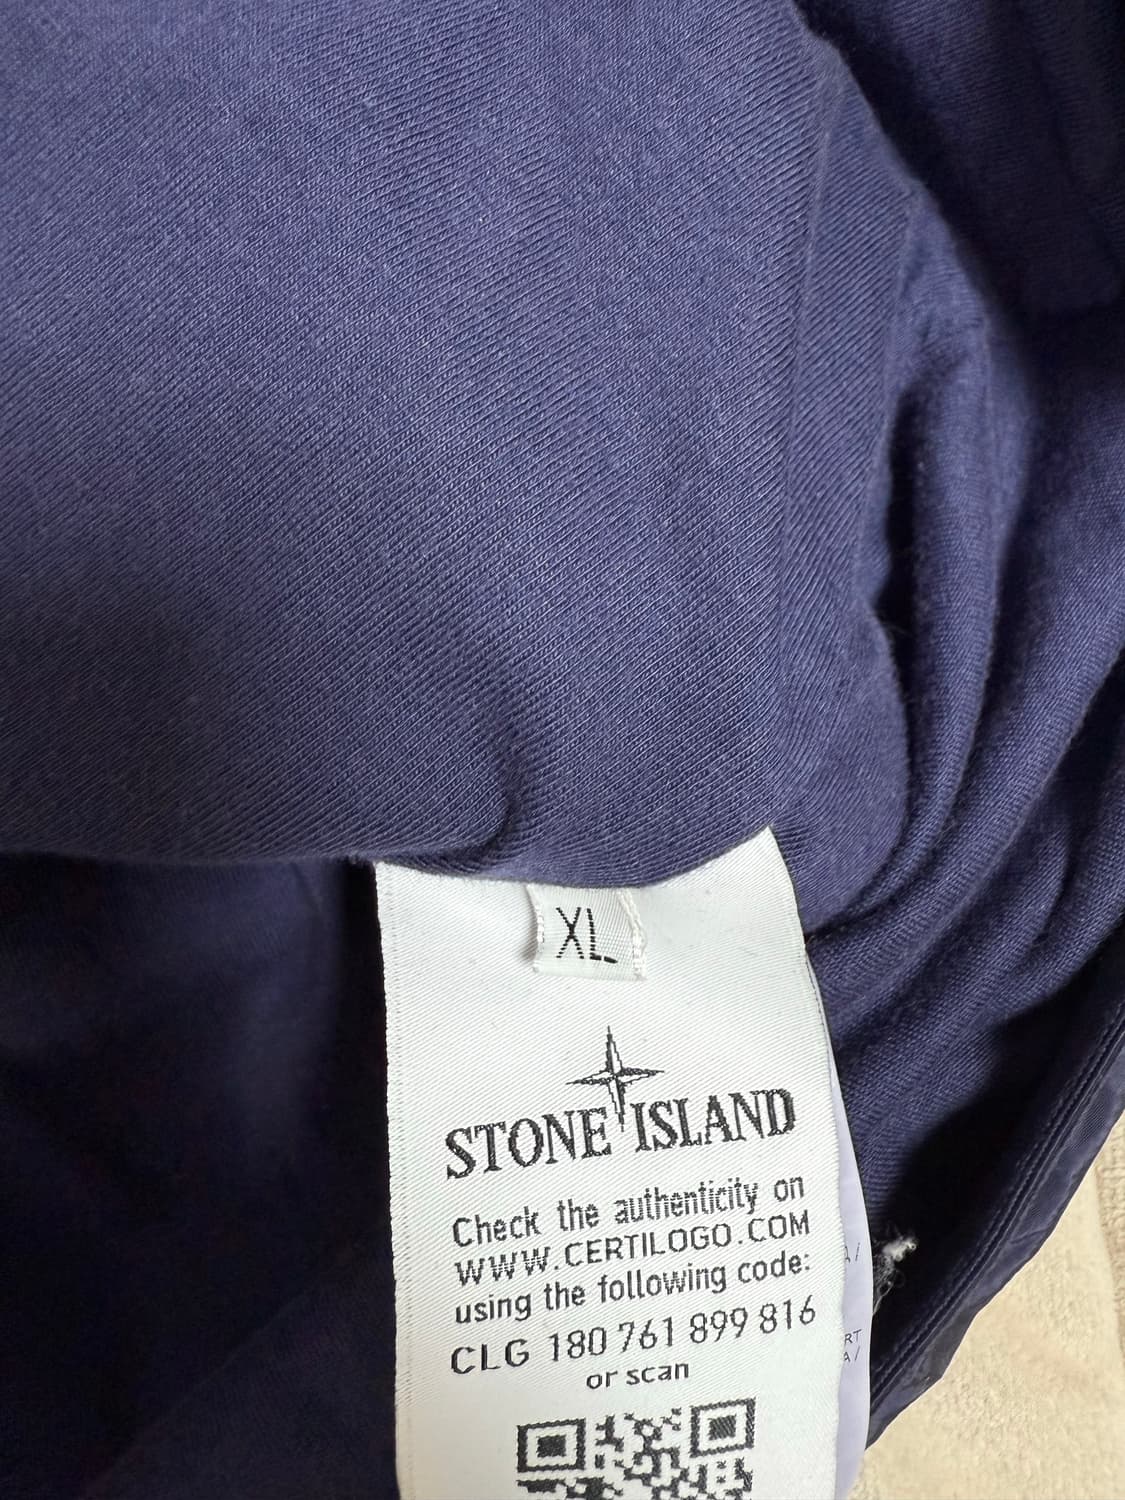 XL
STONE ISLAND
Check the authenticity on
WWW.CERTILOGO.COM
using the following code:
CLG 180 761 899 816
or scan
RT
A/